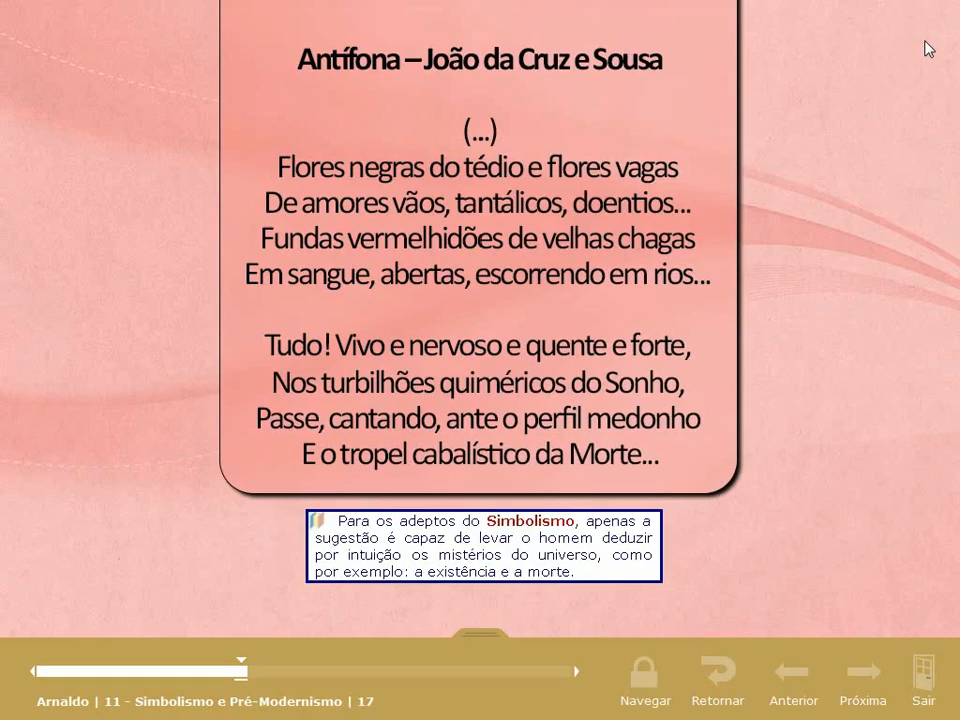 Antífona – João da Cruz e Sousa
(...)
Flores negras do tédio e flores vagas
De amores vãos, tantálicos, doentios...
Fundas vermelhidões de velhas chagas
Em sangue, abertas, escorrendo em rios...
Tudo! Vivo e nervoso e quente e forte,
Nos turbilhões quiméricos do Sonho,
Passe, cantando, ante o perfil medonho
E o tropel cabalístico da Morte...
Para os adeptos do Simbolismo, apenas a
sugestão é capaz de levar o homem deduzir
por intuição os mistérios do universo, como
por exemplo: a existência e a morte.
Arnaldo | 11 - Simbolismo e Pré-Modernismo | 17
Navegar
Retornar
Anterior
Próxima
Sair